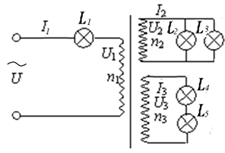 I₁ L₁
U
U₁
n₁
I₂
U₂ L₂ L₃
n₂
I₃ L₄
U₃
n₃ L₅